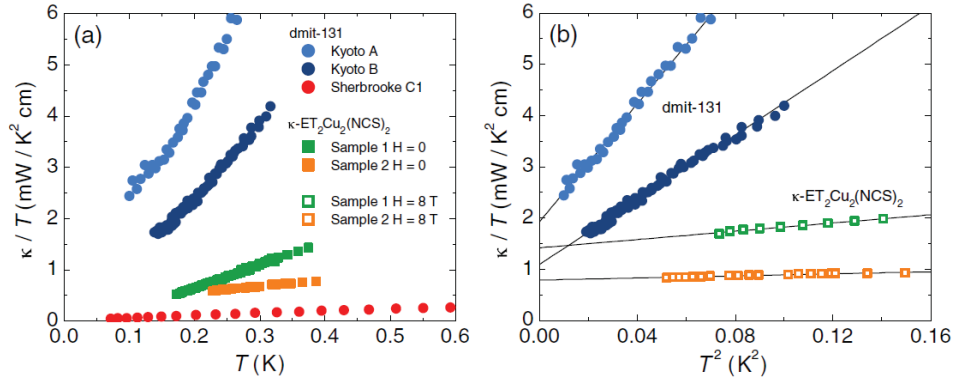 (a)
dmit-131
Kyoto A
Kyoto B
Sherbrooke C1
κ-ET2Cu2(NCS)2
Sample 1 H = 0
Sample 2 H = 0
Sample 1 H = 8 T
Sample 2 H = 8 T
κ / T (mW / K² cm)
6
5
4
3
2
1
0
0.0 0.1 0.2 0.3 0.4 0.5 0.6
T (K)
(b)
dmit-131
κ-ET₂Cu₂(NCS)₂
κ / T (mW / K² cm)
6
5
4
3
2
1
0
0.00 0.04 0.08 0.12 0.16
T² (K²)